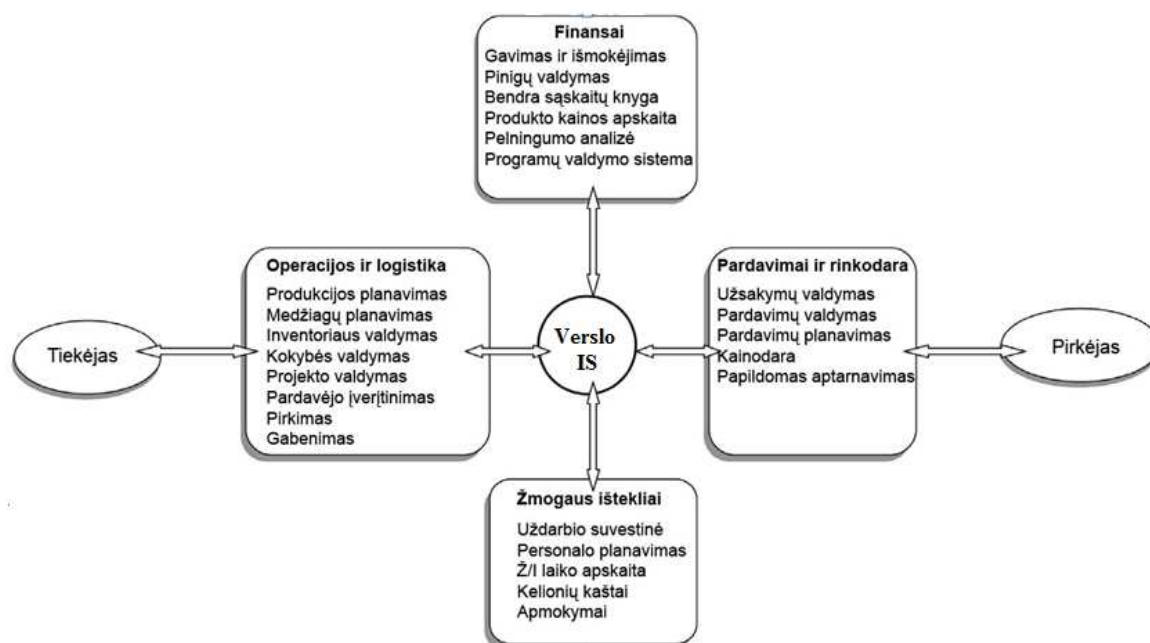 Finansai
Gavimas ir išmokėjimas
Pinigų valdymas
Bendra sąskaitų knyga
Produkto kainos apskaita
Pelningumo analizė
Programų valdymo sistema
Operacijos ir logistika
Produkcijos planavimas
Medžiagų planavimas
Inventoriaus valdymas
Kokybės valdymas
Projekto valdymas
Pardavėjo įverįtinimas
Pirkimas
Gabenimas
Tiekėjas
Verslo
IS
Pardavimai ir rinkodara
Užsakymų valdymas
Pardavimų valdymas
Pardavimų planavimas
Kainodara
Papildomas aptarnavimas
Pirkėjas
Žmogaus ištekliai
Uždarbio suvestinė
Personalo planavimas
Ž/I laiko apskaita
Kelionių kaštai
Apmokymai